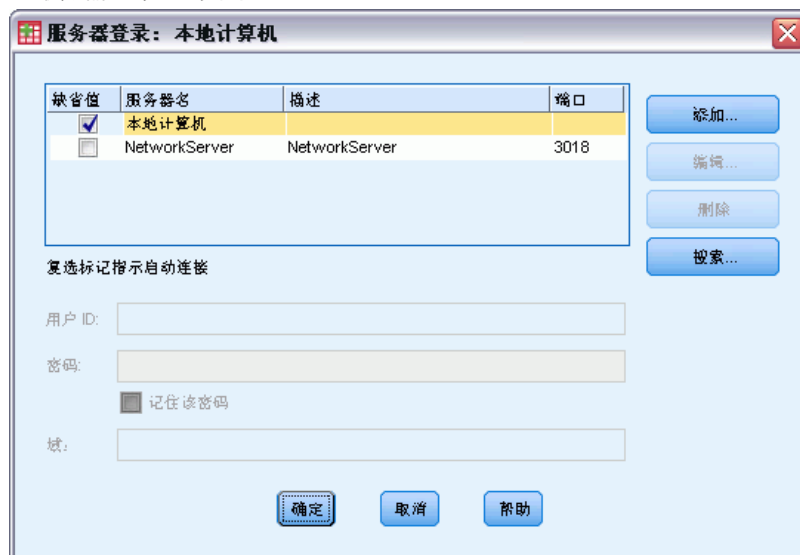 服务器登录：本地计算机
缺省值 服务器名 描述 端口
本地计算机
NetworkServer NetworkServer 3018
添加...
编辑...
删除
搜索...
复选标记指示启动连接
用户 ID:
密码:
记住该密码
域：
确定 取消 帮助